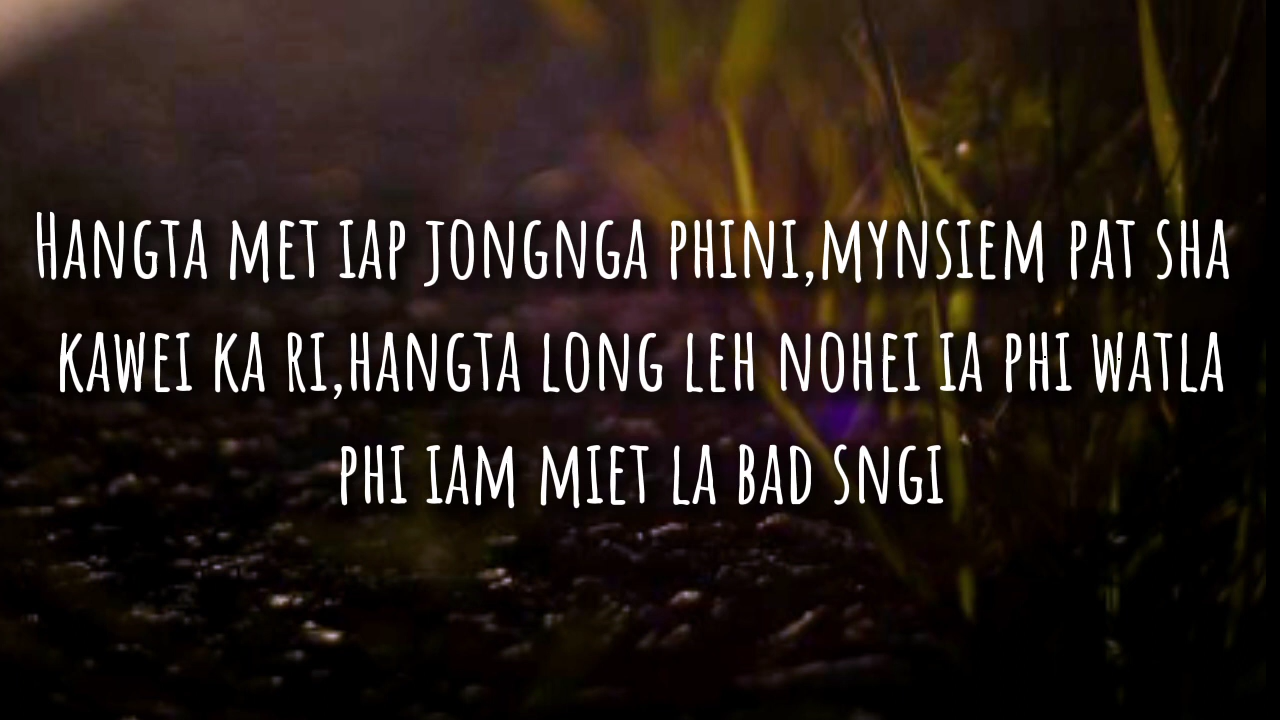 Hangta met iap jongnga phini,mynsiem pat sha
kawei ka ri,hangta long leh nohei ia phi watla
phi iam miet la bad sngi